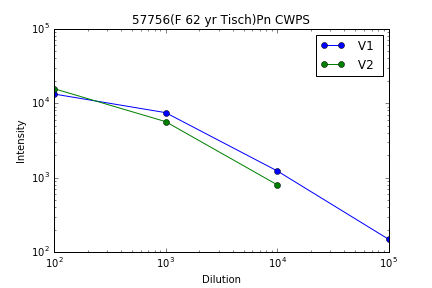 57756(F 62 yr Tisch)Pn CWPS
10^5
V1
V2
10^4
Intensity
10^3
10^2
10^2 10^3 10^4 10^5
Dilution